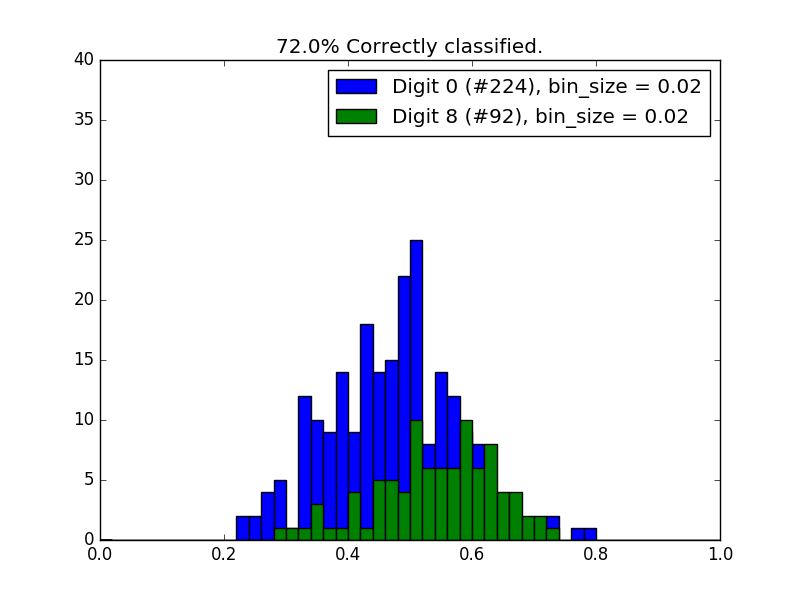 72.0% Correctly classified.
40
Digit 0 (#224), bin_size = 0.02
Digit 8 (#92), bin_size = 0.02
35
30
25
20
15
10
5
0
0.0 0.2 0.4 0.6 0.8 1.0